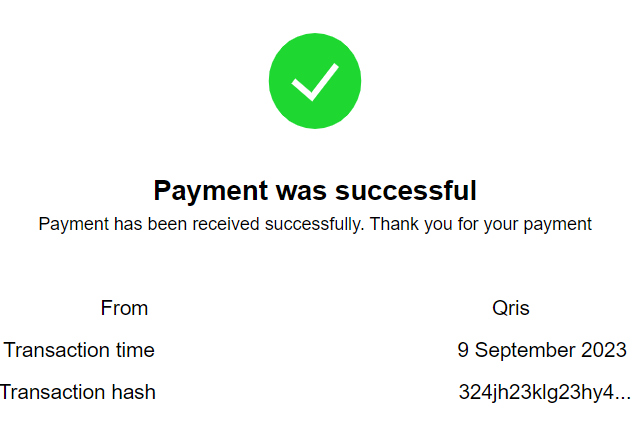 Payment was successful
Payment has been received successfully. Thank you for your payment
From Qris
Transaction time 9 September 2023
Transaction hash 324jh23klg23hy4...